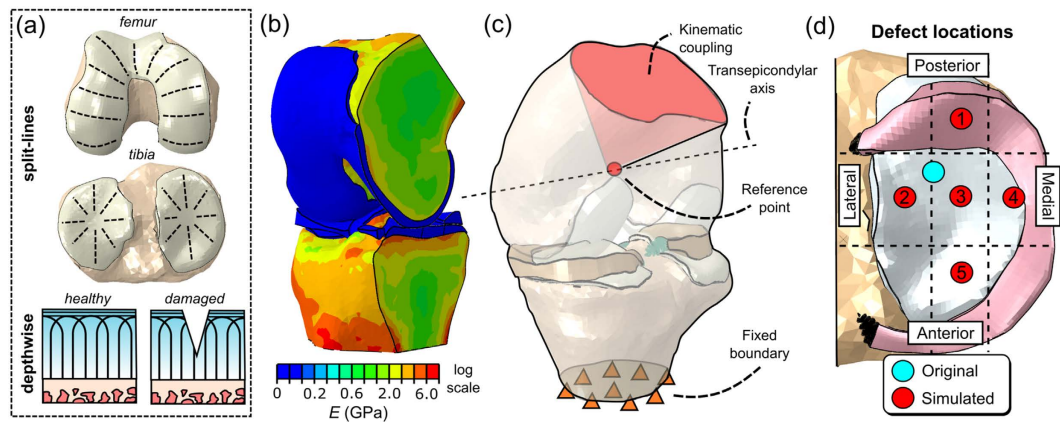 (a)
femur
tibia
split-lines
healthy
damaged
depthwise
(b)
log
scale
0 0.2 0.6 2.0 6.0
E (GPa)
(c)
Kinematic
coupling
Transepicondylar
axis
Reference
point
Fixed
boundary
(d)
Defect locations
Posterior
Lateral
Medial
1
2
3
4
5
Anterior
Original
Simulated